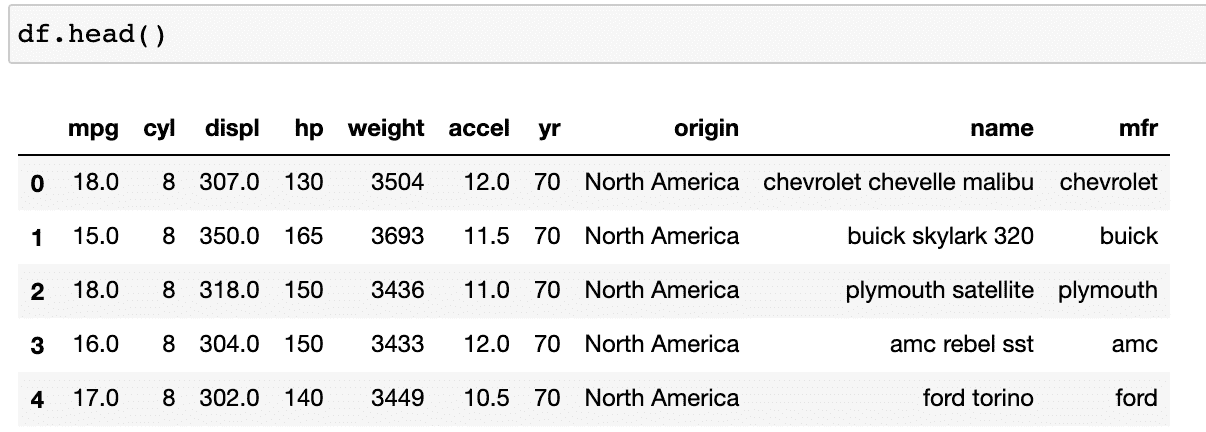 df.head()
mpg cyl displ hp weight accel yr origin name mfr
0 18.0 8 307.0 130 3504 12.0 70 North America chevrolet chevelle malibu chevrolet
1 15.0 8 350.0 165 3693 11.5 70 North America buick skylark 320 buick
2 18.0 8 318.0 150 3436 11.0 70 North America plymouth satellite plymouth
3 16.0 8 304.0 150 3433 12.0 70 North America amc rebel sst amc
4 17.0 8 302.0 140 3449 10.5 70 North America ford torino ford